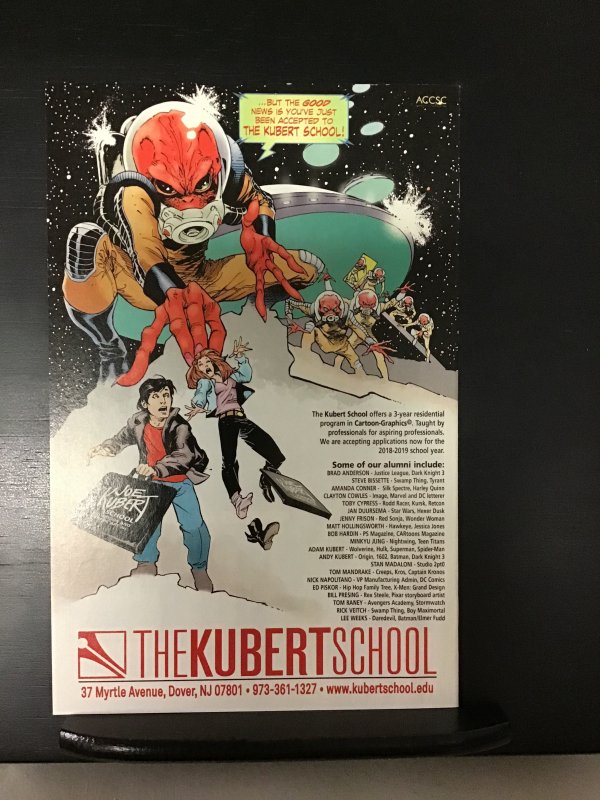 ACCSC
...BUT THE GOOD
NEWS IS YOU'VE JUST
BEEN ACCEPTED TO
THE KUBERT SCHOOL!
JOE
KUBERT
SCHOOL
The Kubert School offers a 3-year residential
program in Cartoon-Graphics®. Taught by
professionals for aspiring professionals.
We are accepting applications now for the
2018-2019 school year.
Some of our alumni include:
BRAD ANDERSON - Justice League, Dark Knight 3
STEVE BISSETTE - Swamp Thing, Tyrant
AMANDA CONNER - Silk Spectre, Harley Quinn
CLAYTON COWLES - Image, Marvel and DC letterer
TOBY CYPRESS - Rodd Racer, Kursk, Retson
JAN DUURSEMA - Star Wars, Hexer Dusk
JENNY FRISON - Red Sonja, Wonder Woman
MATT HOLLINGSWORTH - Hawkeye, Jessica Jones
BOB HARDIN - PS Magazine, CARtoons Magazine
MINKYU JUNG - Nightwing, Teen Titans
ADAM KUBERT - Wolverine, Hulk, Superman, Spider-Man
ANDY KUBERT - Origin, 1602, Batman, Dark Knight 3
STAN MADALONI - Studio 2pt0
TOM MANDRAKE - Creeps, Kros, Captain Kronos
NICK NAPOLITANO - VP Manufacturing Admin, DC Comics
ED PISKOR - Hip Hop Family Tree, X-Men: Grand Design
BILL PRESING - Rex Steele, Pixar storyboard artist
TOM RANEY - Avengers Academy, Stormwatch
RICK VEITCH - Swamp Thing, Boy Maximortal
LEE WEEKS - Daredevil, Batman/Elmer Fudd
THE KUBERT SCHOOL
37 Myrtle Avenue, Dover, NJ 07801 • 973-361-1327 • www.kubertschool.edu